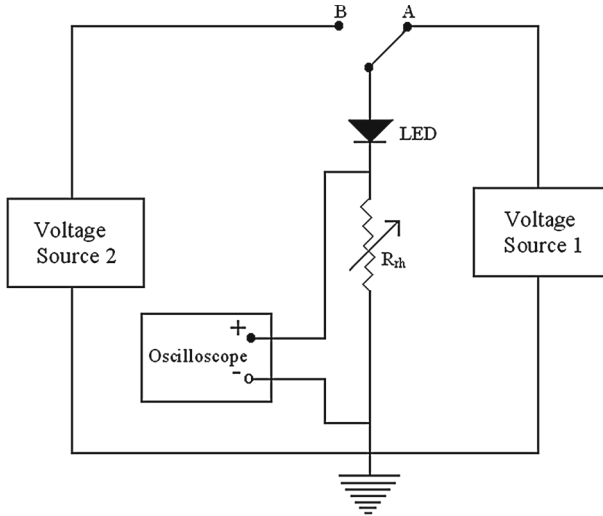 B
A
LED
Voltage
Source 2
Voltage
Source 1
Rrh
+
Oscilloscope
-